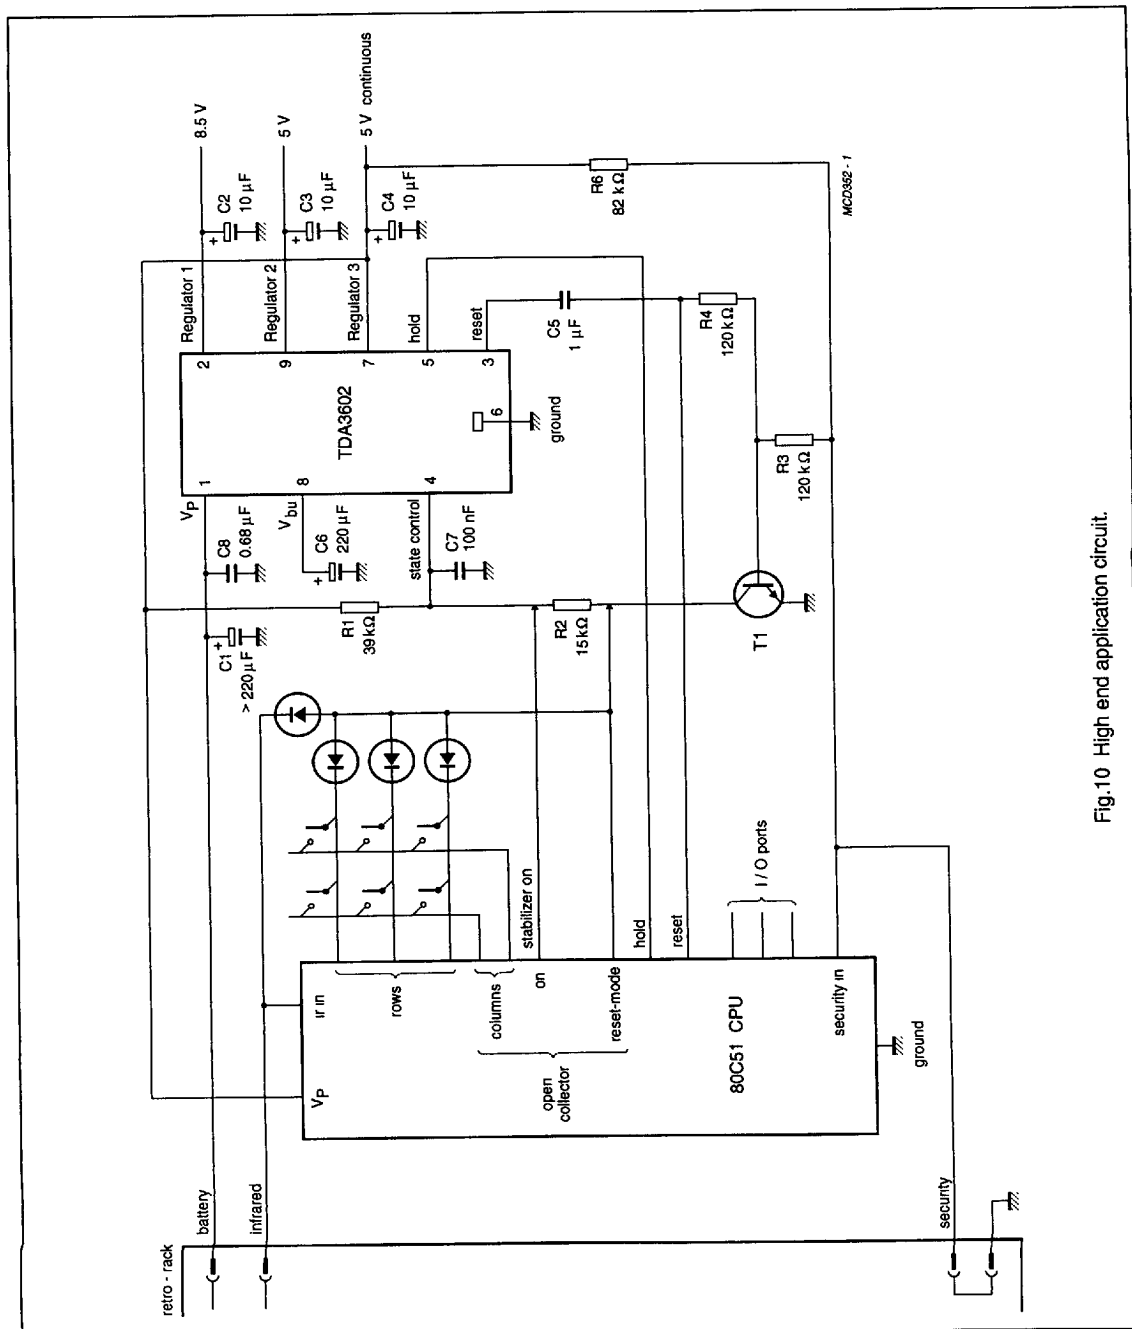 retro - rack
battery
infrared
security
VP
ir in
rows
columns
open
collector
on
reset-mode
80C51 CPU
security in
ground
stabilizer on
hold
reset
I / O ports
C1
+
> 220 µF
C8
0.68 µF
VP
1
Vbu
8
C6
+
220 µF
state control
4
C7
100 nF
R1
39 kΩ
R2
15 kΩ
T1
TDA3602
2
9
7
5
3
6
ground
Regulator 1
Regulator 2
Regulator 3
hold
reset
+
C2
10 µF
+
C3
10 µF
+
C4
10 µF
8.5 V
5 V
5 V continuous
C5
1 µF
R4
120 kΩ
R3
120 kΩ
R6
82 kΩ
MCD352 - 1
Fig.10 High end application circuit.